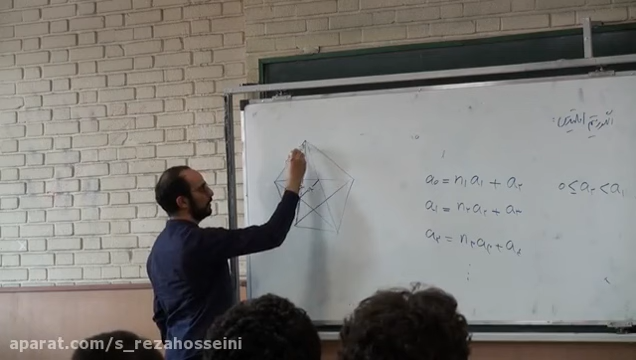 الگوریتم اقلیدس:
a₀ = n₁a₁ + a₂
0 ≤ a₂ < a₁
a₁ = n₂a₂ + a₃
a₂ = n₃a₃ + a₄
⋮
aparat.com/s_rezahosseini